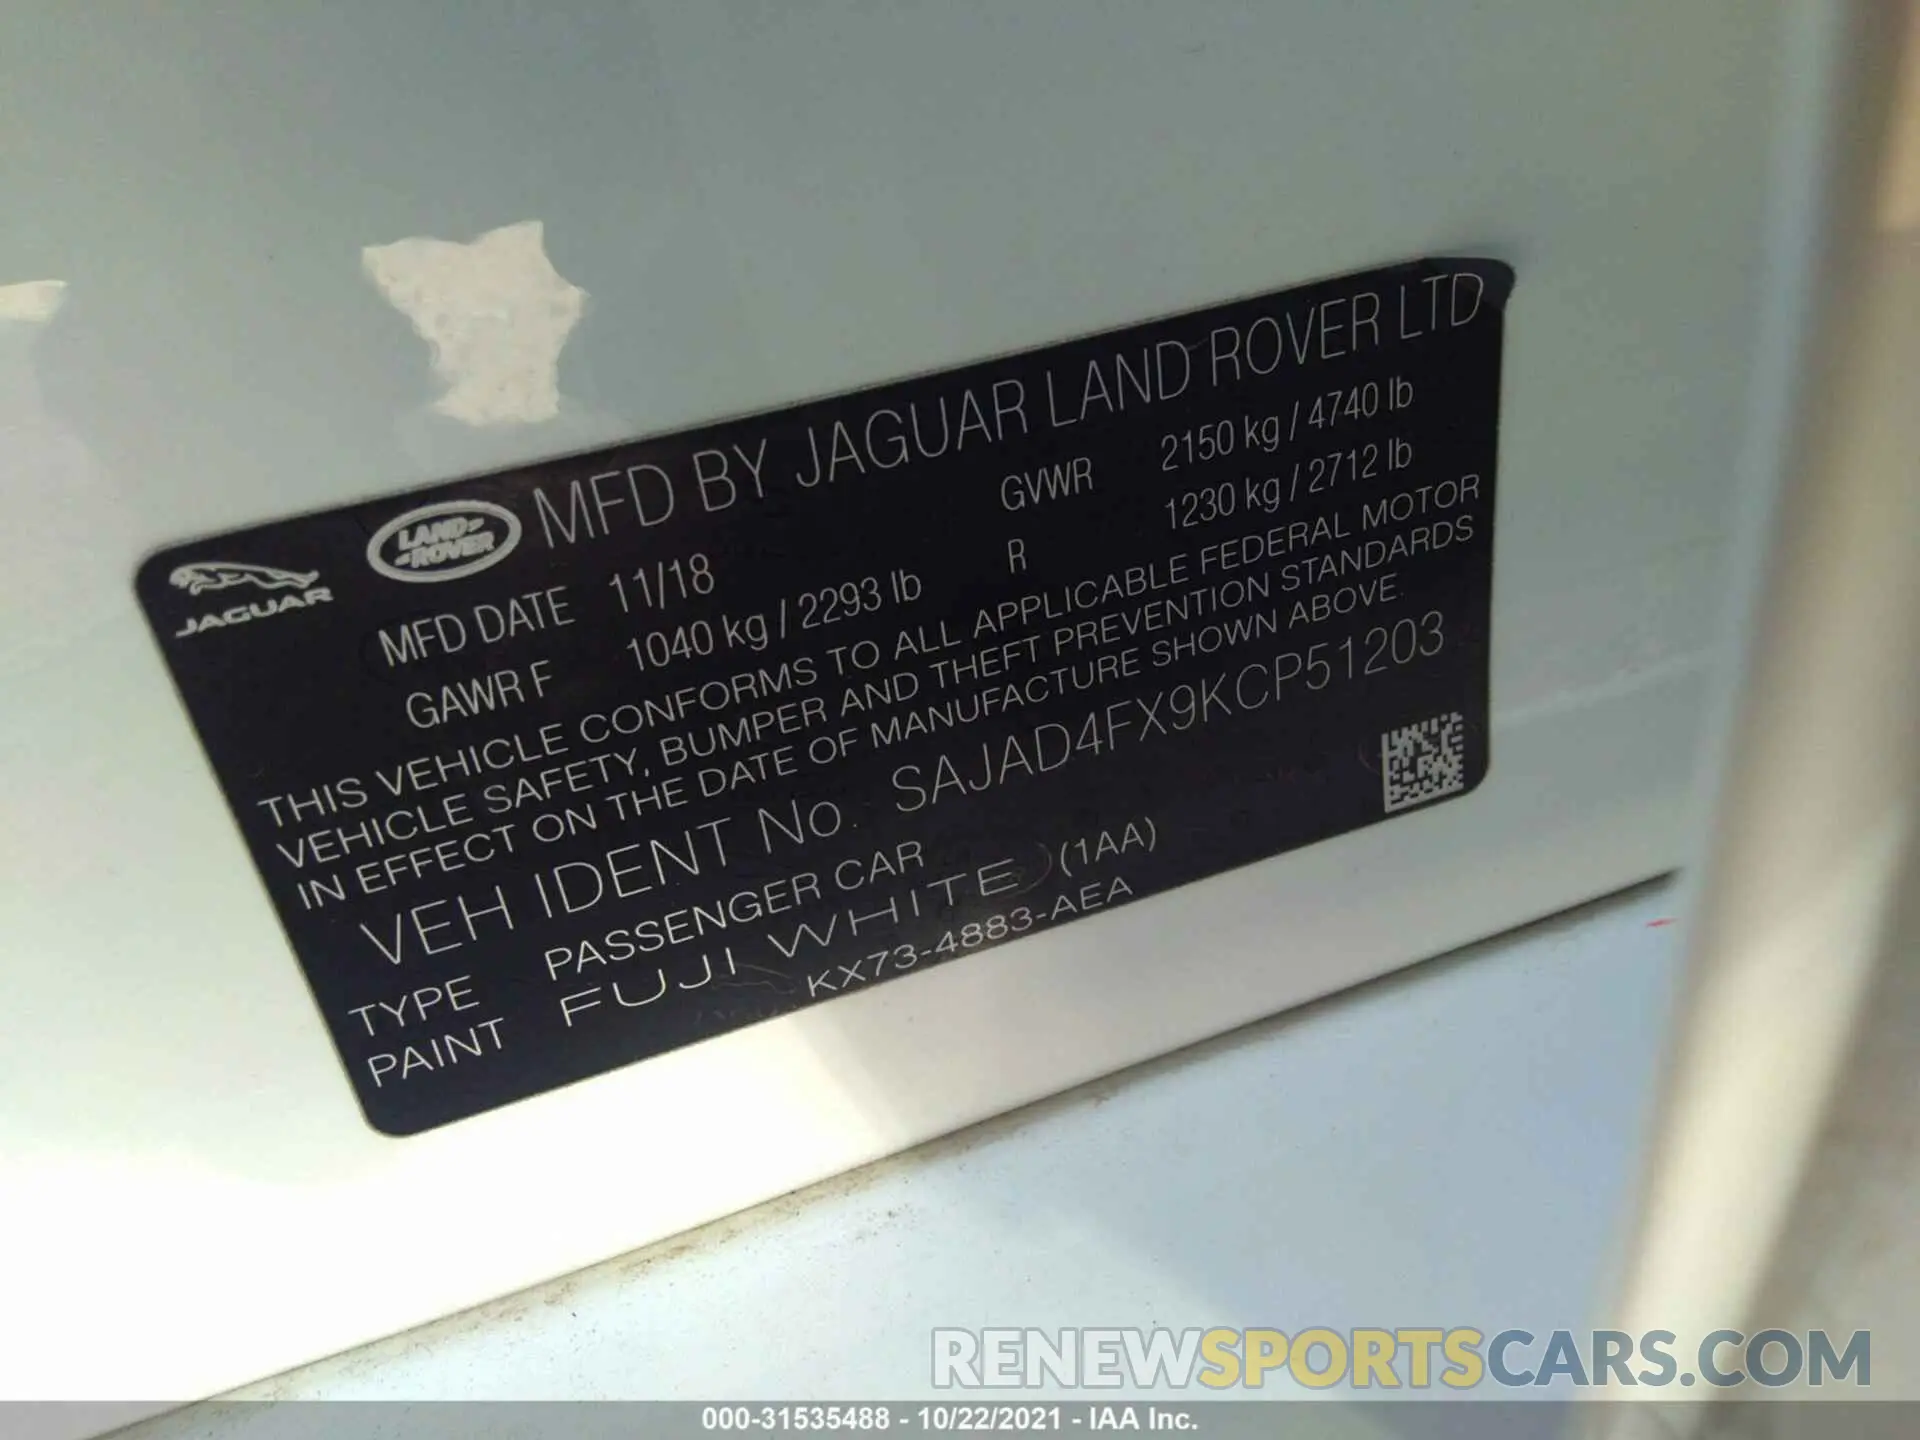 JAGUAR LAND ROVER MFD BY JAGUAR LAND ROVER LTD
MFD DATE 11/18 GVWR 2150 kg / 4740 lb
GAWR F 1040 kg / 2293 lb R 1230 kg / 2712 lb
THIS VEHICLE CONFORMS TO ALL APPLICABLE FEDERAL MOTOR
VEHICLE SAFETY, BUMPER AND THEFT PREVENTION STANDARDS
IN EFFECT ON THE DATE OF MANUFACTURE SHOWN ABOVE.
VEH IDENT No. SAJAD4FX9KCP51203
TYPE PASSENGER CAR
PAINT FUJI WHITE (1AA)
KX73-4883-AEA
RENEWSPORTSCARS.COM
000-31535488 - 10/22/2021 - IAA Inc.